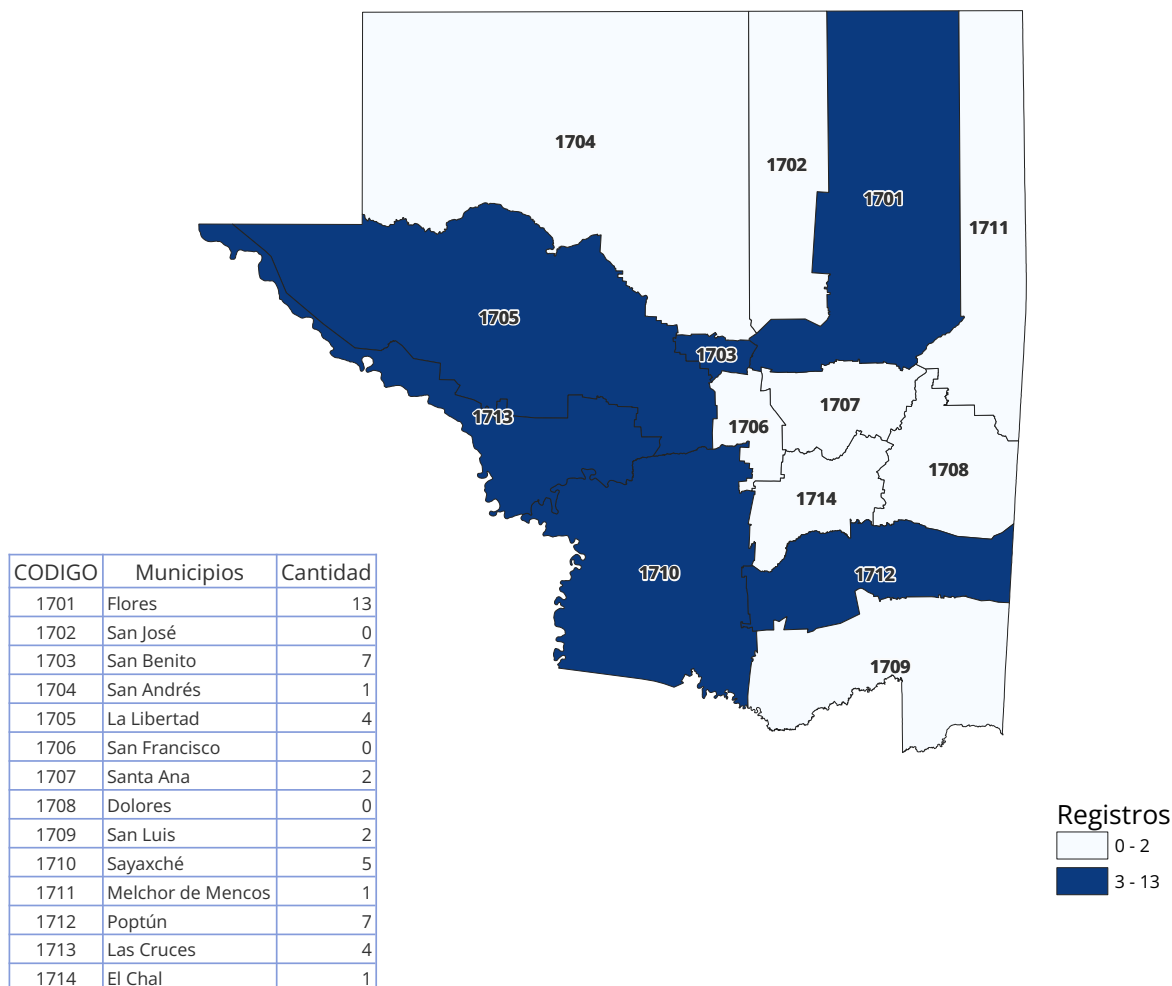 1704
1702
1701
1711
1705
1703
1707
1713
1706
1708
1714
1710
1712
1709
CODIGO Municipios Cantidad
1701 Flores 13
1702 San José 0
1703 San Benito 7
1704 San Andrés 1
1705 La Libertad 4
1706 San Francisco 0
1707 Santa Ana 2
1708 Dolores 0
1709 San Luis 2
1710 Sayaxché 5
1711 Melchor de Mencos 1
1712 Poptún 7
1713 Las Cruces 4
1714 El Chal 1
Registros
0 - 2
3 - 13